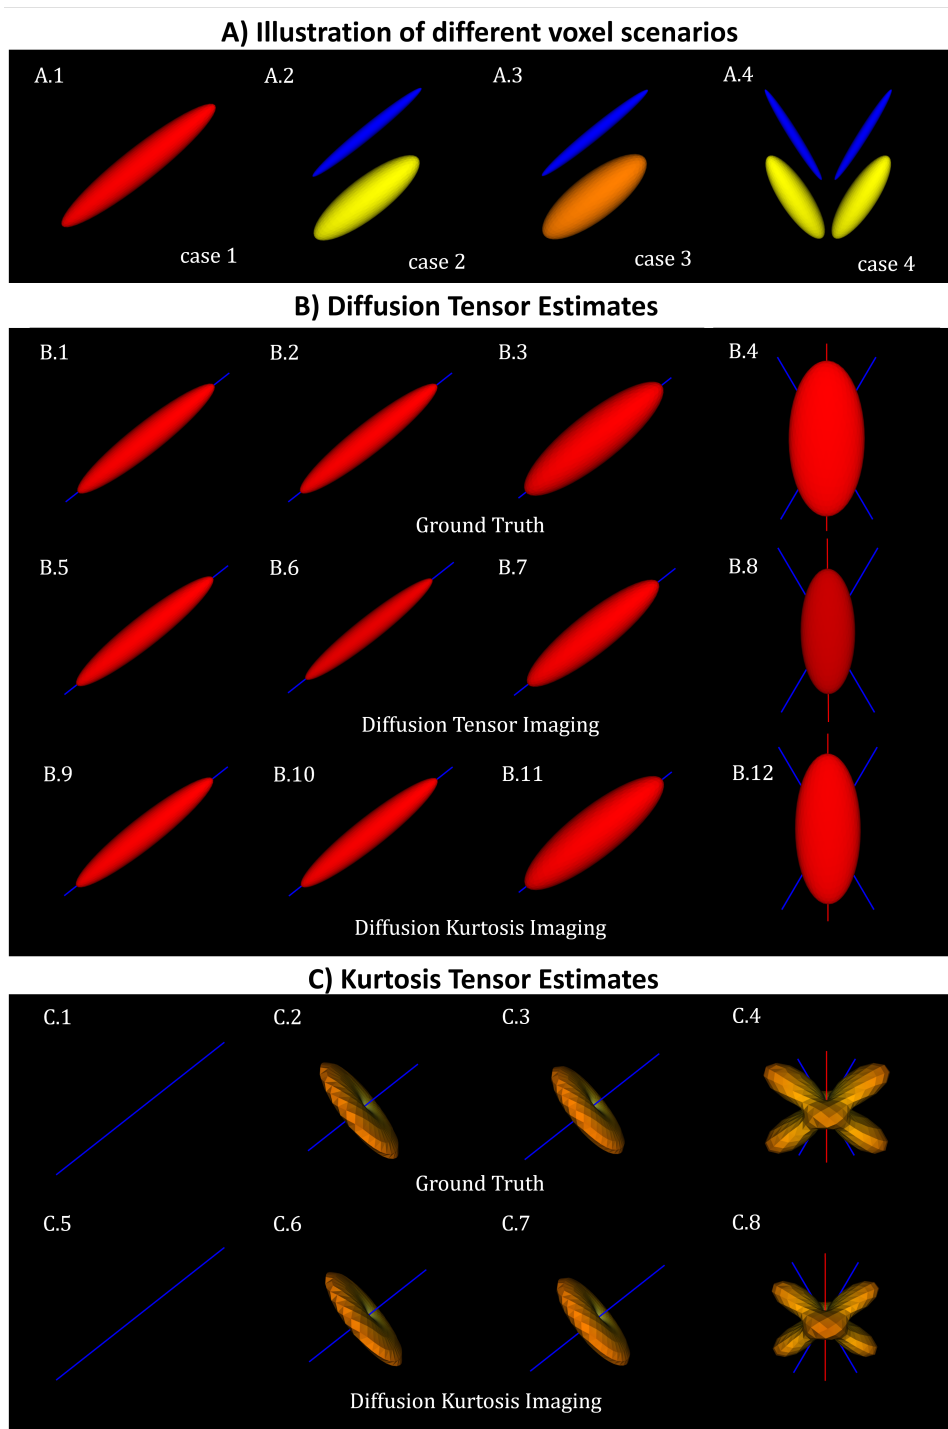 A) Illustration of different voxel scenarios
A.1 A.2 A.3 A.4
case 1 case 2 case 3 case 4
B) Diffusion Tensor Estimates
B.1 B.2 B.3 B.4
Ground Truth
B.5 B.6 B.7 B.8
Diffusion Tensor Imaging
B.9 B.10 B.11 B.12
Diffusion Kurtosis Imaging
C) Kurtosis Tensor Estimates
C.1 C.2 C.3 C.4
Ground Truth
C.5 C.6 C.7 C.8
Diffusion Kurtosis Imaging